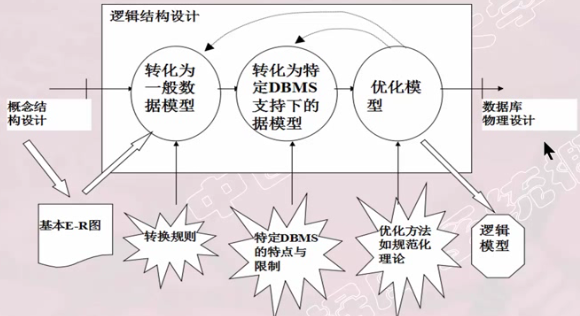 逻辑结构设计
转化为
一般数
据模型
转化为特
定DBMS
支持下的
据模型
优化模
型
概念结
构设计
数据库
物理设计
基本E-R图
转换规则
特定DBMS
的特点与
限制
优化方法
如规范化
理论
逻辑
模型